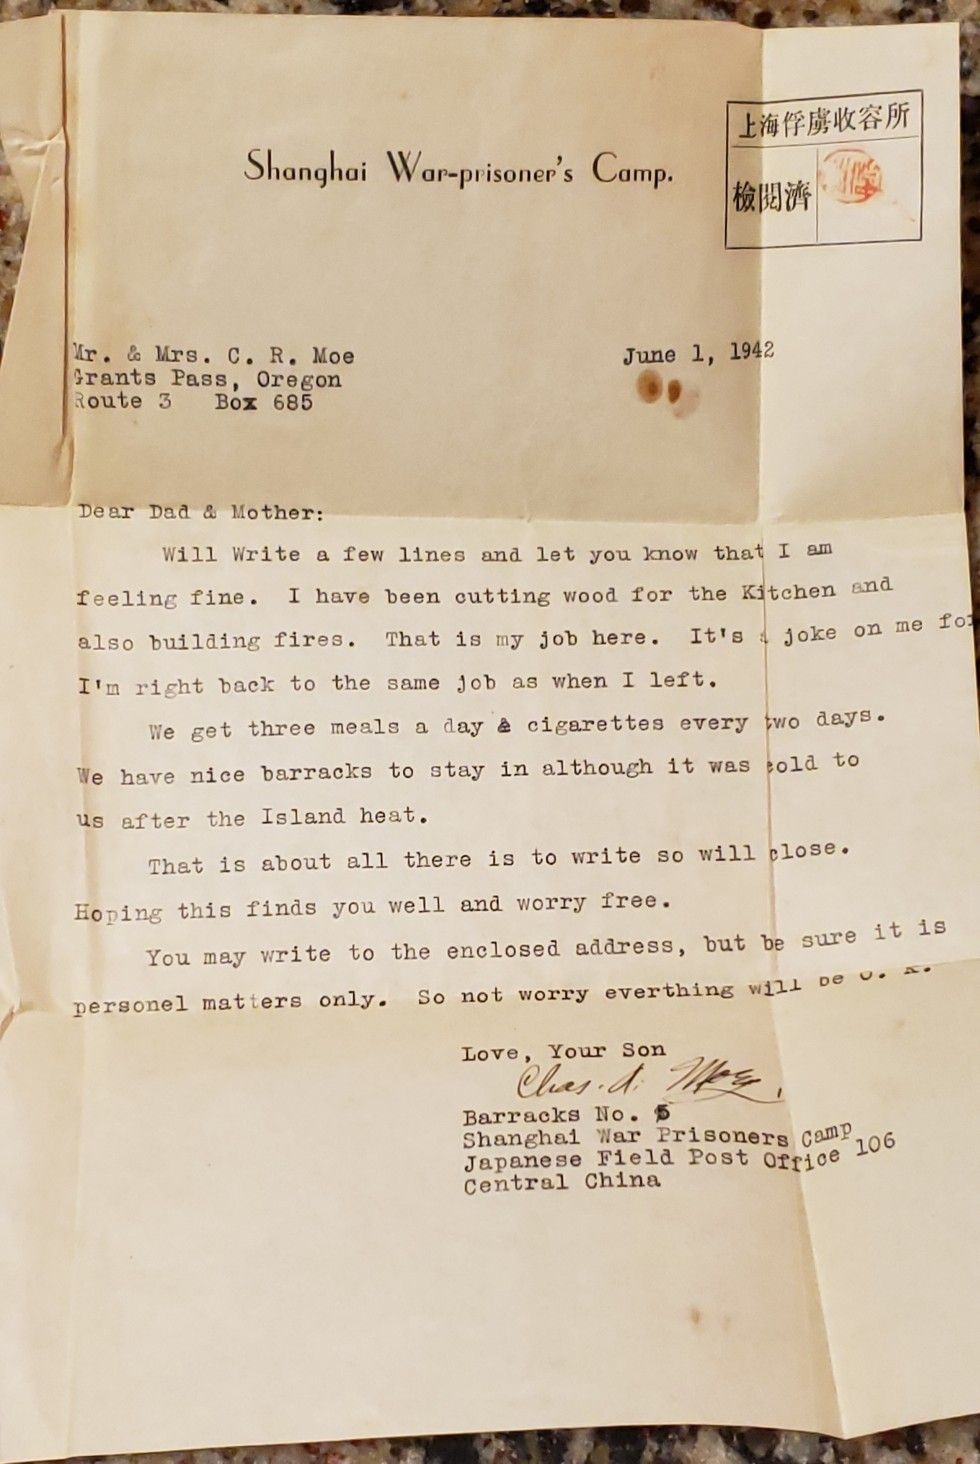 上海俘虜收容所
Shanghai War-prisoner's Camp.
檢閲濟
Mr. & Mrs. C. R. Moe
June 1, 1942
Grants Pass, Oregon
Route 3 Box 685
Dear Dad & Mother:
Will Write a few lines and let you know that I am
feeling fine. I have been cutting wood for the Kitchen and
also building fires. That is my job here. It's a joke on me for
I'm right back to the same job as when I left.
We get three meals a day & cigarettes every two days.
We have nice barracks to stay in although it was cold to
us after the Island heat.
That is about all there is to write so will close.
Hoping this finds you well and worry free.
You may write to the enclosed address, but be sure it is
personel matters only. So not worry everthing will be O. K.
Love, Your Son
Chas. A. Moe.
Barracks No. 5
Shanghai War Prisoners Camp
Japanese Field Post Office 106
Central China